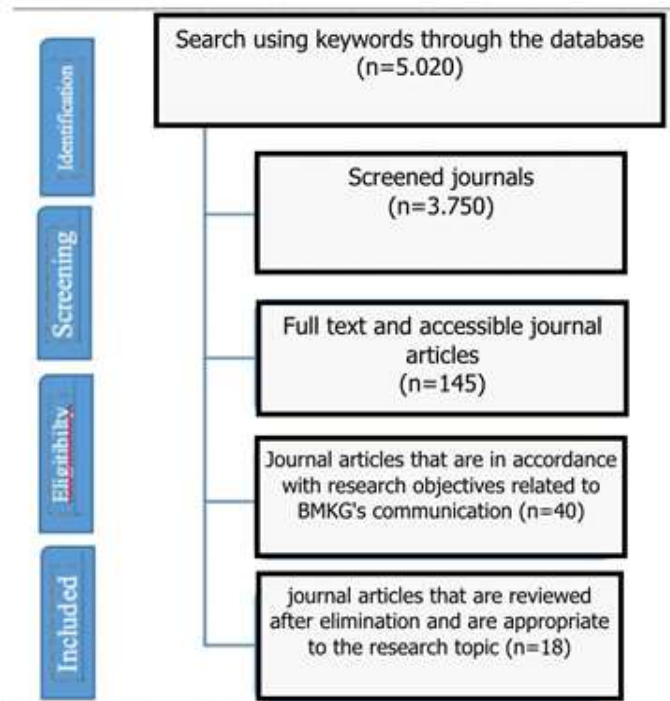 Identification
Search using keywords through the database
(n=5.020)
Screened journals
(n=3.750)
Screening
Full text and accessible journal
articles
(n=145)
Eligitibilty
Journal articles that are in accordance
with research objectives related to
BMKG's communication (n=40)
Included
journal articles that are reviewed
after elimination and are appropriate
to the research topic (n=18)